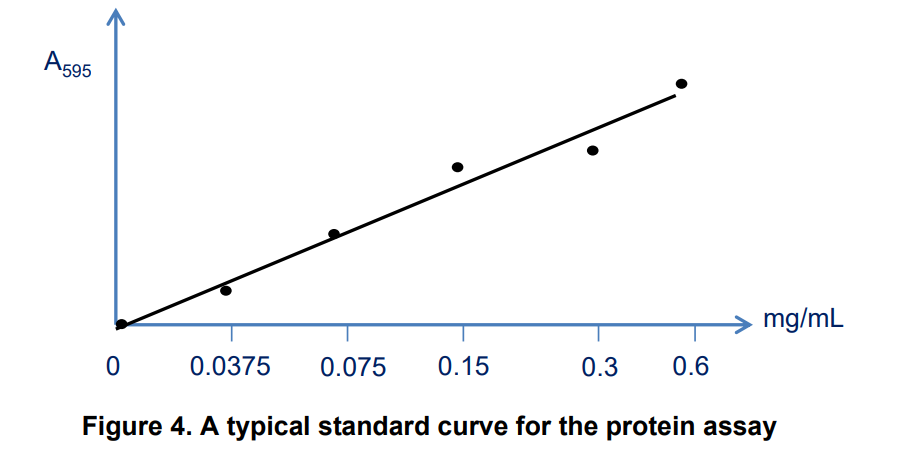 A595
mg/mL
0 0.0375 0.075 0.15 0.3 0.6
Figure 4. A typical standard curve for the protein assay